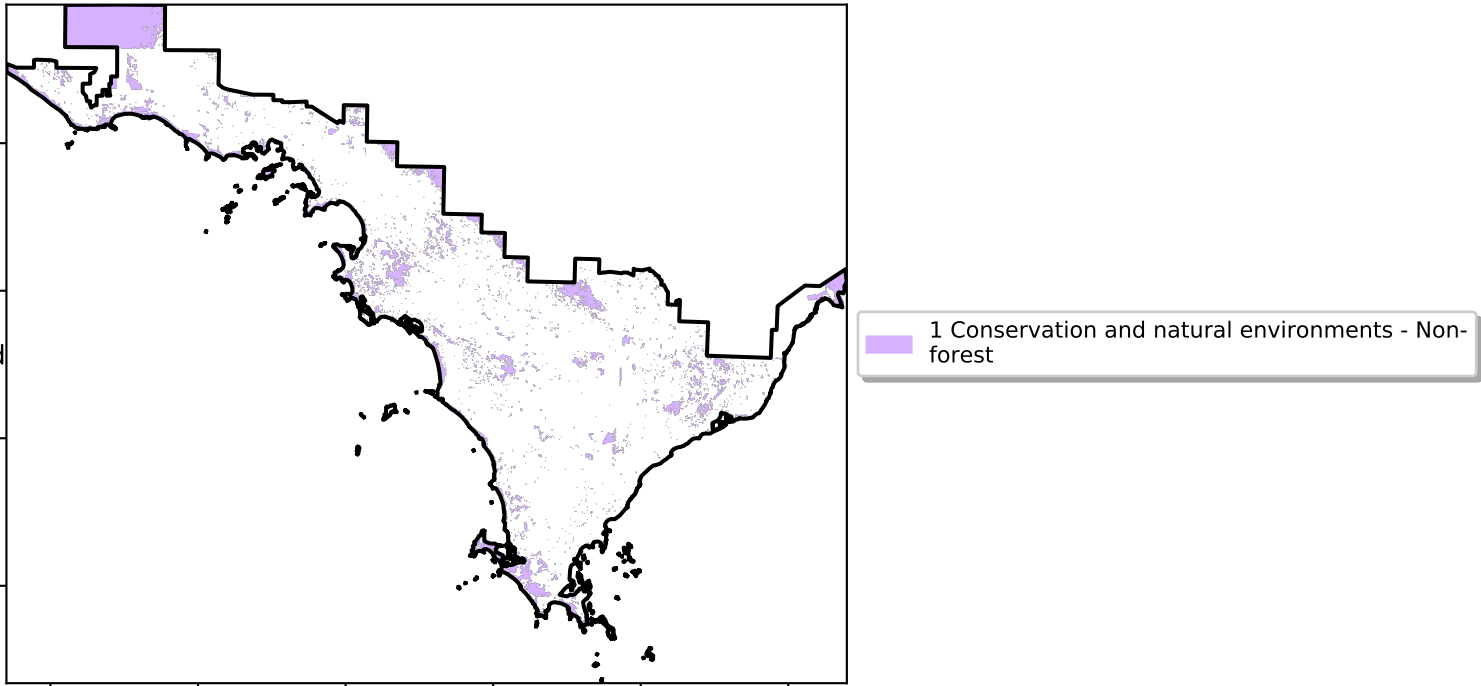 1 Conservation and natural environments - Non-
forest